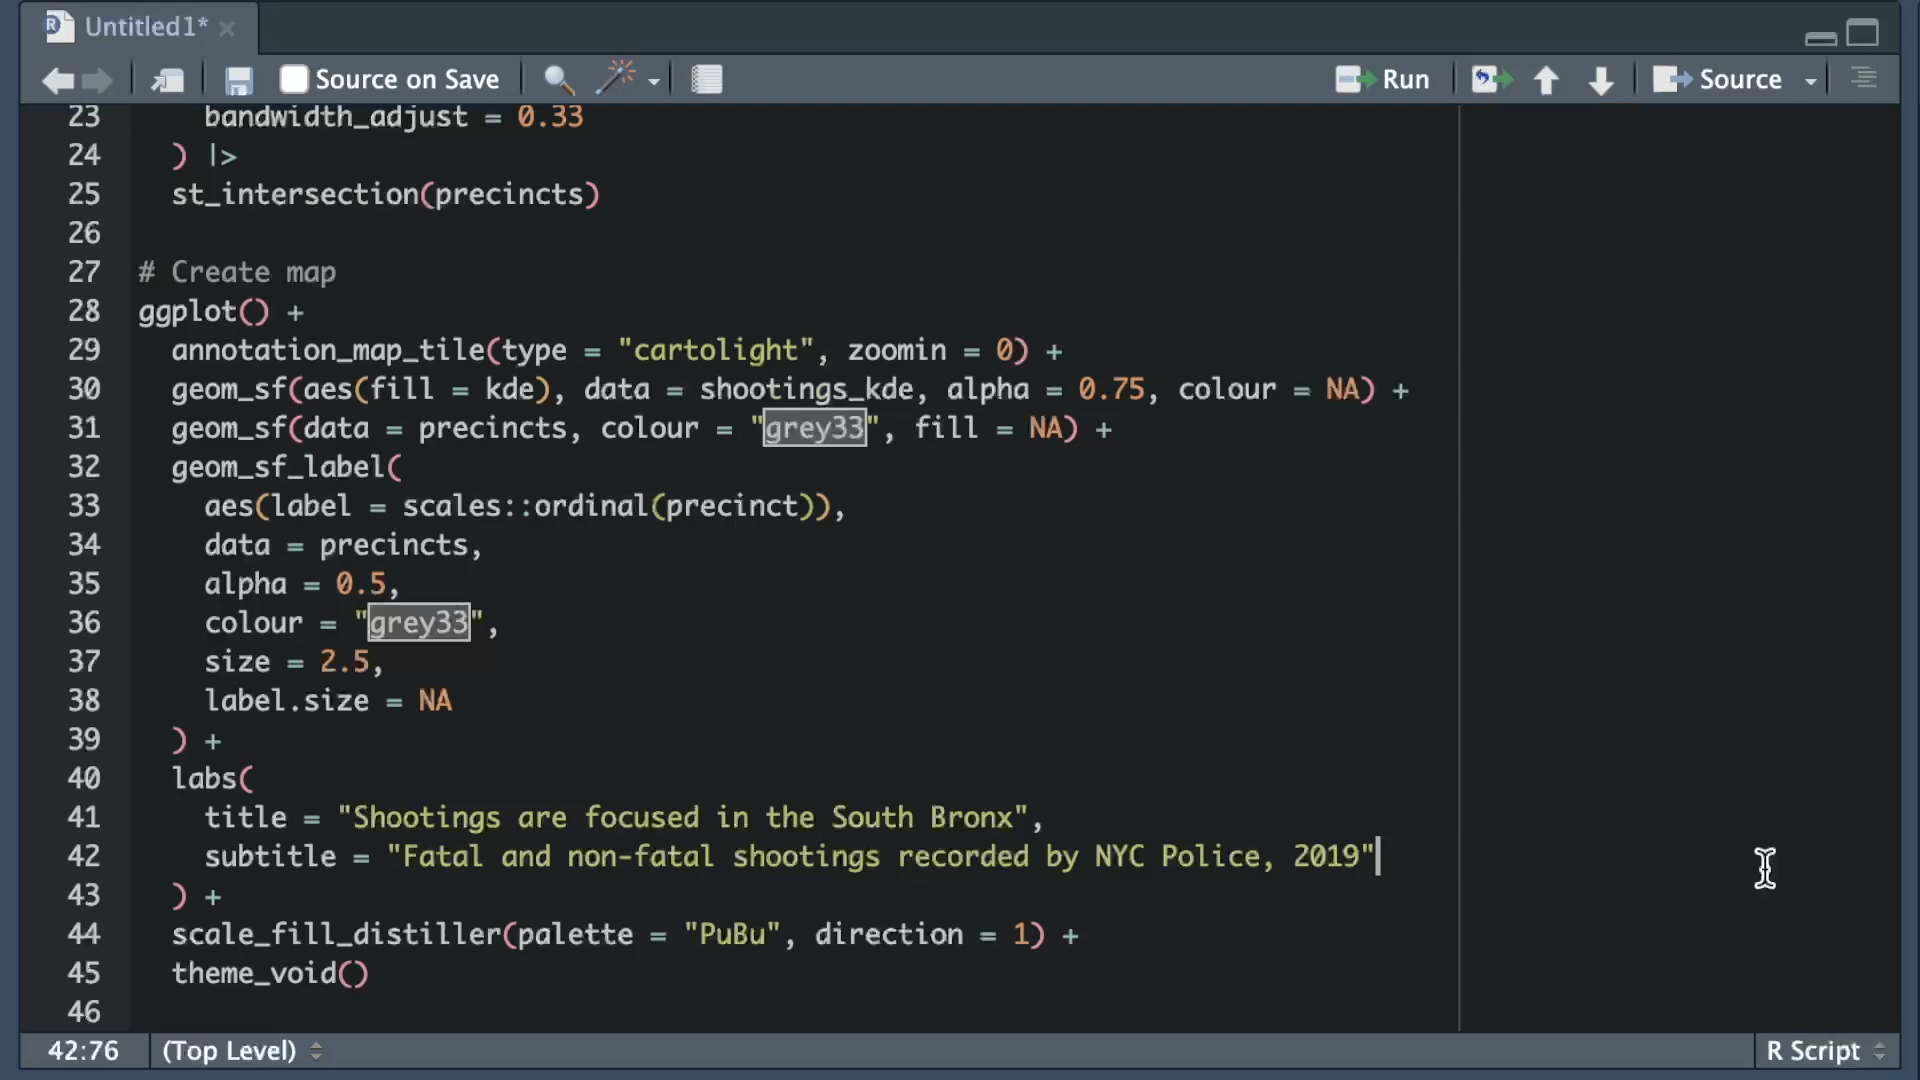 Untitled1*
Source on Save
Run
Source
23 bandwidth_adjust = 0.33
24 ) |>
25 st_intersection(precincts)
26
27 # Create map
28 ggplot() +
29 annotation_map_tile(type = "cartolight", zoomin = 0) +
30 geom_sf(aes(fill = kde), data = shootings_kde, alpha = 0.75, colour = NA) +
31 geom_sf(data = precincts, colour = "grey33", fill = NA) +
32 geom_sf_label(
33 aes(label = scales::ordinal(precinct)),
34 data = precincts,
35 alpha = 0.5,
36 colour = "grey33",
37 size = 2.5,
38 label.size = NA
39 ) +
40 labs(
41 title = "Shootings are focused in the South Bronx",
42 subtitle = "Fatal and non-fatal shootings recorded by NYC Police, 2019"
43 ) +
44 scale_fill_distiller(palette = "PuBu", direction = 1) +
45 theme_void()
46
42:76 (Top Level) R Script